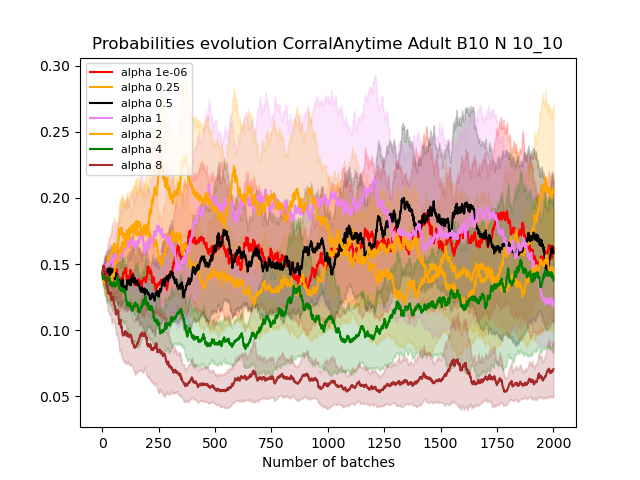 Probabilities evolution CorralAnytime Adult B10 N 10_10
0.30
0.25
0.20
0.15
0.10
0.05
alpha 1e-06
alpha 0.25
alpha 0.5
alpha 1
alpha 2
alpha 4
alpha 8
0 250 500 750 1000 1250 1500 1750 2000
Number of batches